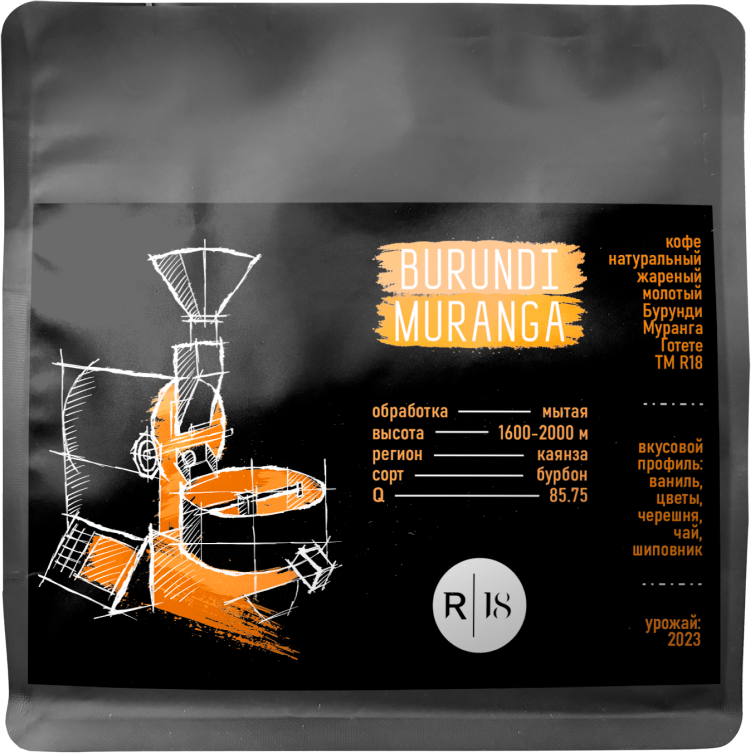 BURUNDI
MURANGA
обработка мытая
высота 1600-2000 м
регион каянза
сорт бурбон
Q 85.75
R|18
кофе
натуральный
жареный
молотый
Бурунди
Муранга
Готете
ТМ R18
вкусовой
профиль:
ваниль,
цветы,
черешня,
чай,
шиповник
урожай:
2023